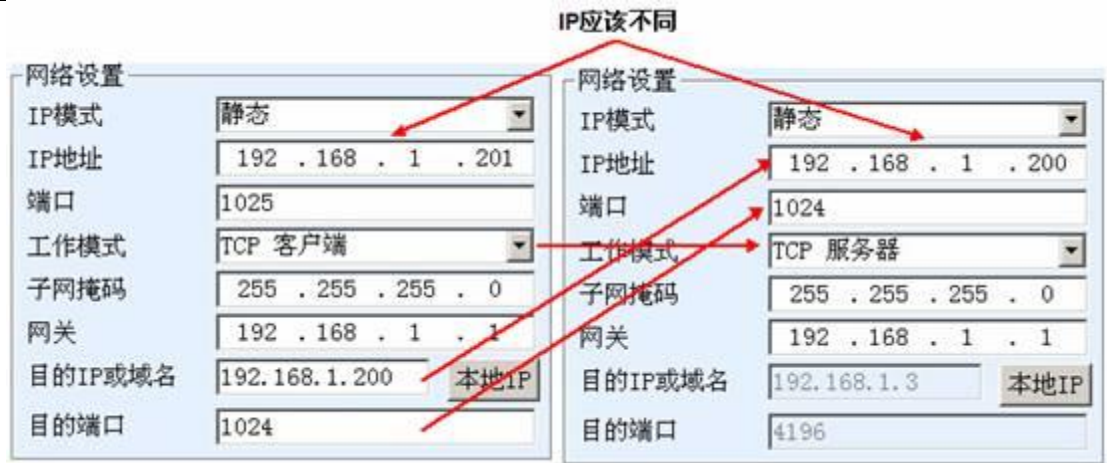 IP应该不同
网络设置
IP模式 静态
IP地址 192 . 168 . 1 . 201
端口 1025
工作模式 TCP 客户端
子网掩码 255 . 255 . 255 . 0
网关 192 . 168 . 1 . 1
目的IP或域名 192.168.1.200 本地IP
目的端口 1024
网络设置
IP模式 静态
IP地址 192 . 168 . 1 . 200
端口 1024
工作模式 TCP 服务器
子网掩码 255 . 255 . 255 . 0
网关 192 . 168 . 1 . 1
目的IP或域名 192.168.1.3 本地IP
目的端口 4196